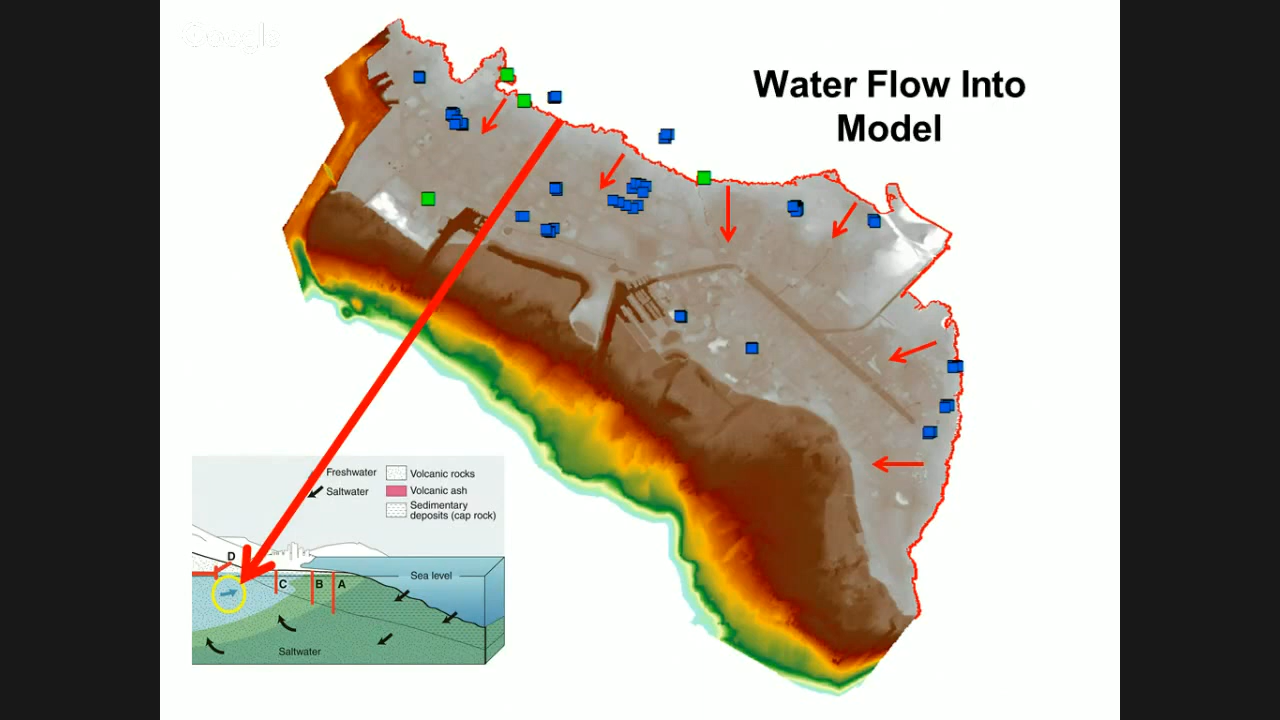 Google
Water Flow Into
Model
Freshwater
Saltwater
Volcanic rocks
Volcanic ash
Sedimentary
deposits (cap rock)
D
C
B
A
Sea level
Saltwater